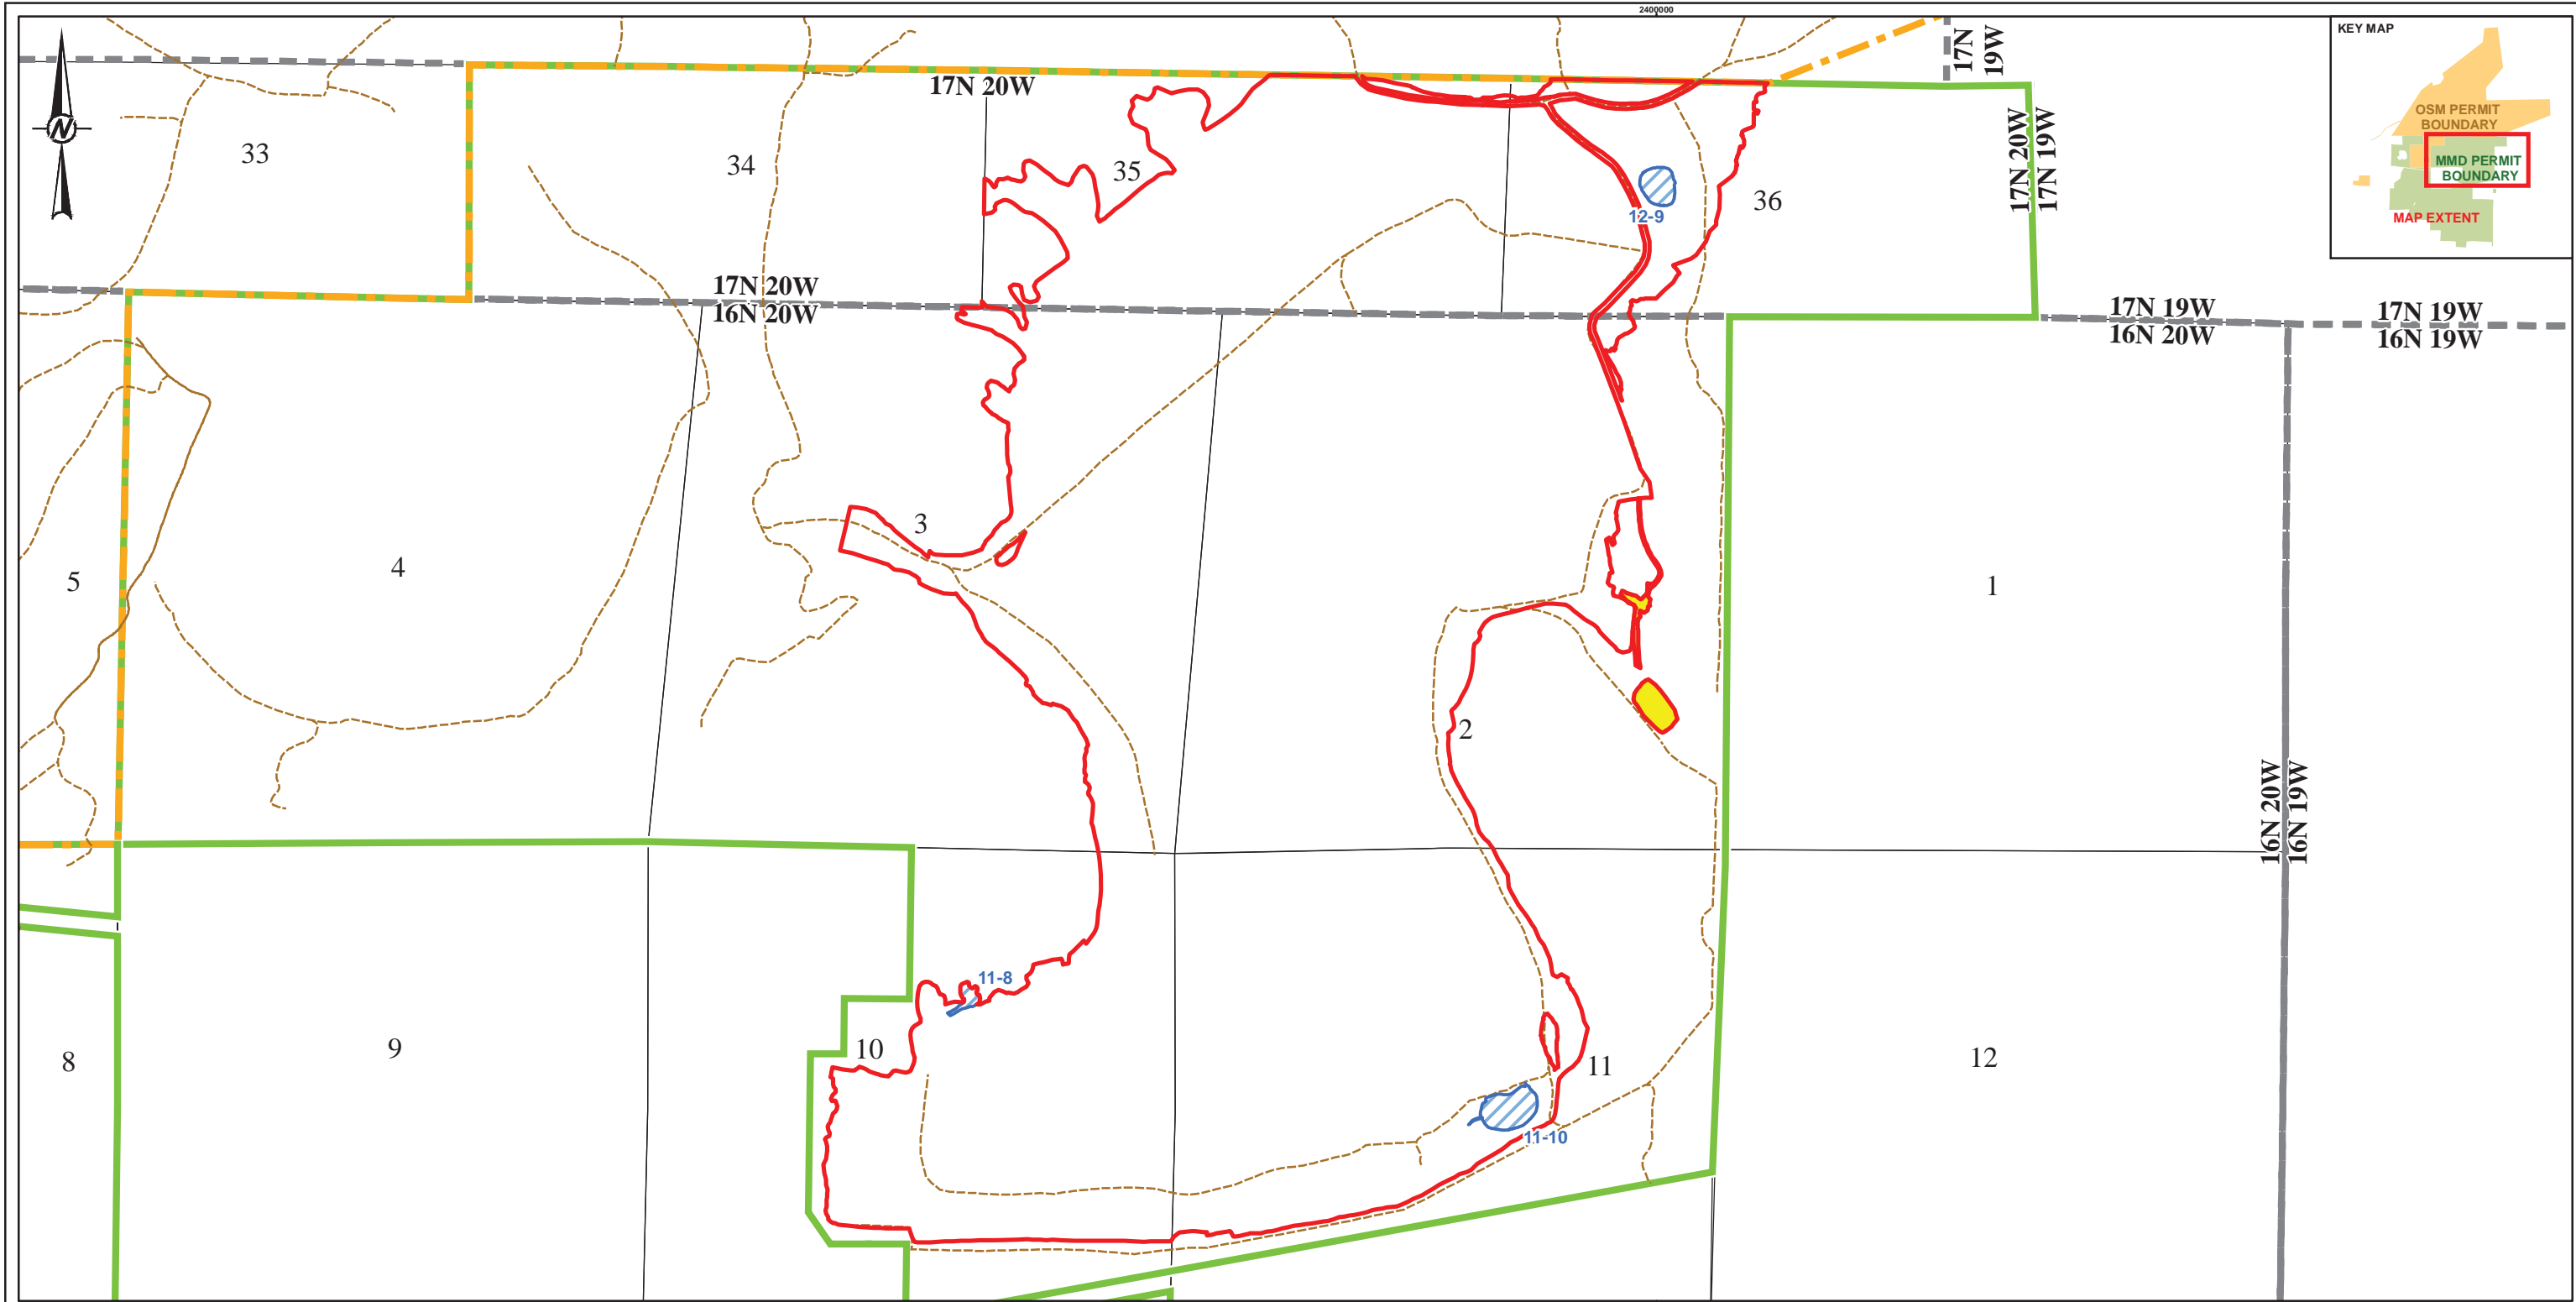 2400000
KEY MAP
OSM PERMIT
BOUNDARY
MMD PERMIT
BOUNDARY
MAP EXTENT
N
17N
19W
17N 20W
33
34
35
36
12-9
17N 20W
17N 19W
17N 20W
16N 20W
17N 19W
16N 20W
17N 19W
16N 19W
3
4
5
1
2
16N 20W
16N 19W
11-8
10
9
8
11
12
11-10